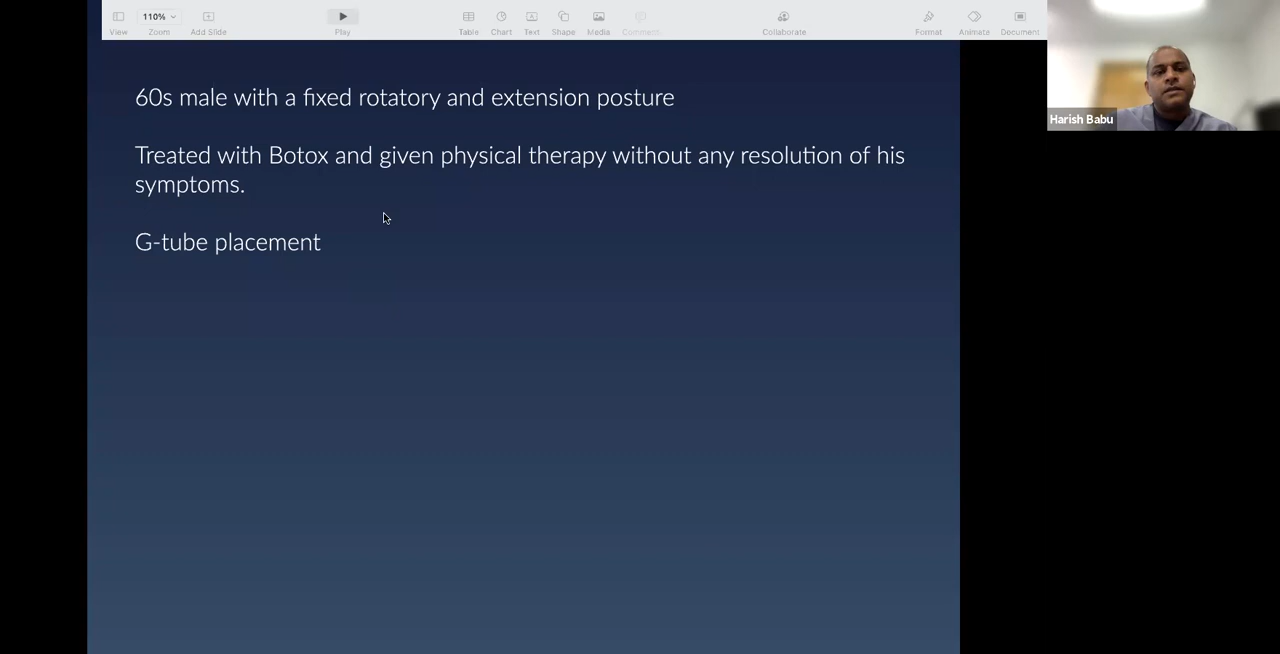 110%
View
Zoom
Add Slide
Play
Table
Chart
Text
Shape
Media
Comment
Collaborate
Format
Animate
Document
60s male with a fixed rotatory and extension posture
Treated with Botox and given physical therapy without any resolution of his
symptoms.
G-tube placement
Harish Babu